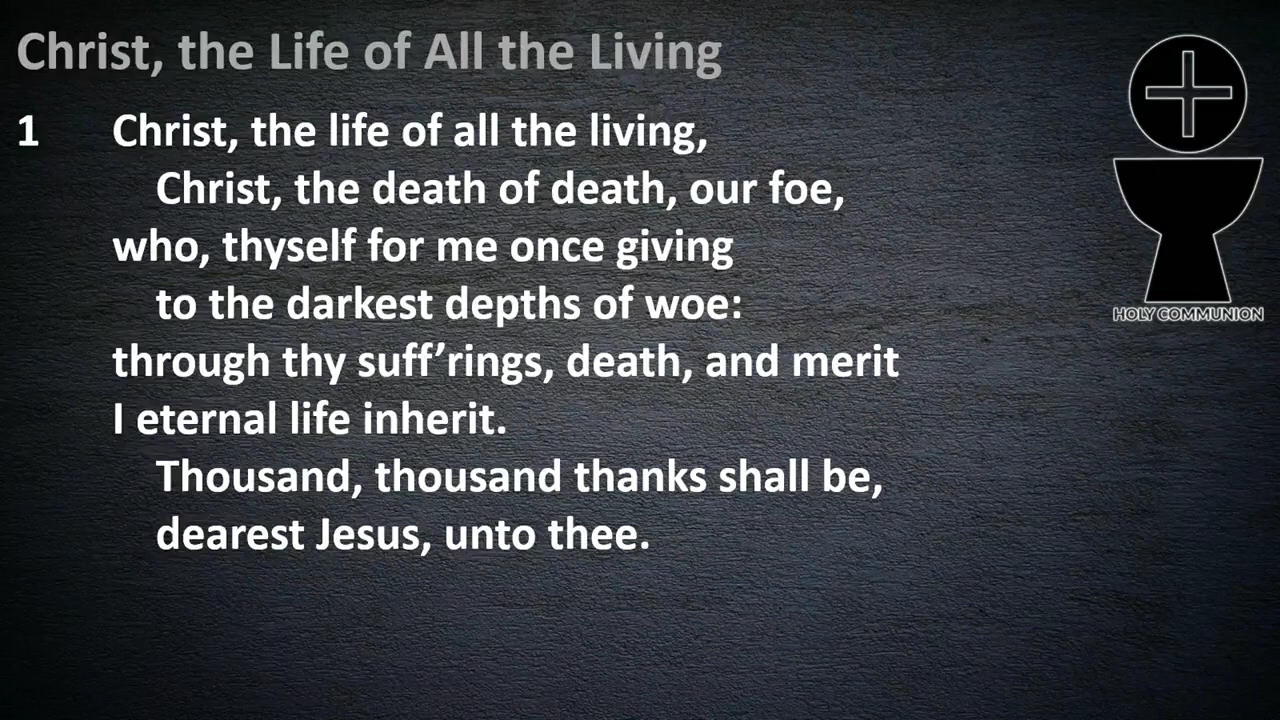 Christ, the Life of All the Living
1 Christ, the life of all the living,
Christ, the death of death, our foe,
who, thyself for me once giving
to the darkest depths of woe:
through thy suff’rings, death, and merit
I eternal life inherit.
Thousand, thousand thanks shall be,
dearest Jesus, unto thee.
HOLY COMMUNION